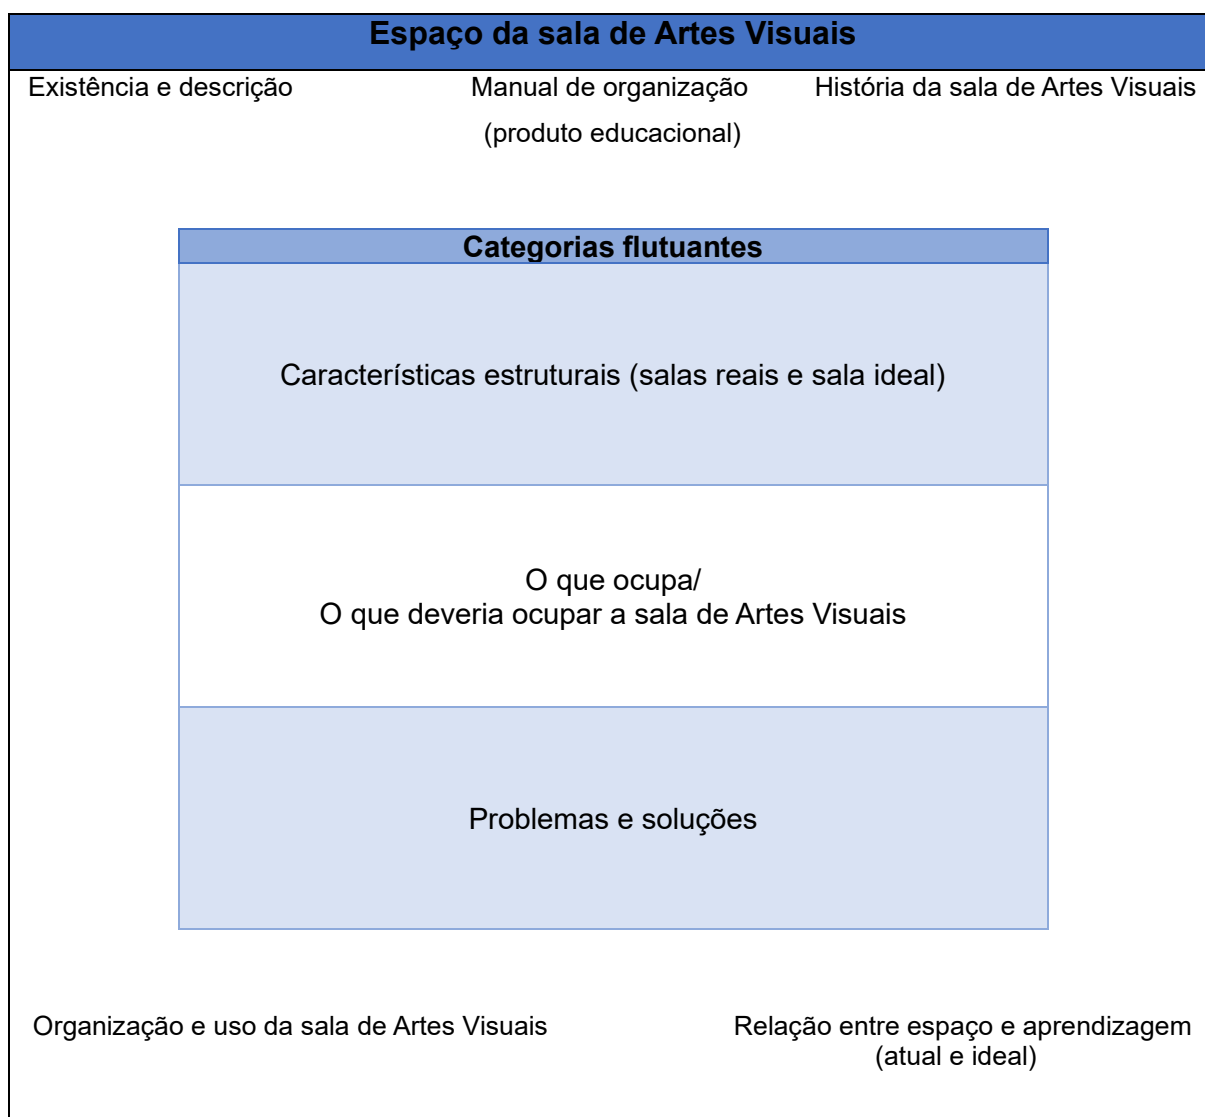 Espaço da sala de Artes Visuais
Existência e descrição
Manual de organização
(produto educacional)
História da sala de Artes Visuais
Categorias flutuantes
Características estruturais (salas reais e sala ideal)
O que ocupa/
O que deveria ocupar a sala de Artes Visuais
Problemas e soluções
Organização e uso da sala de Artes Visuais
Relação entre espaço e aprendizagem
(atual e ideal)